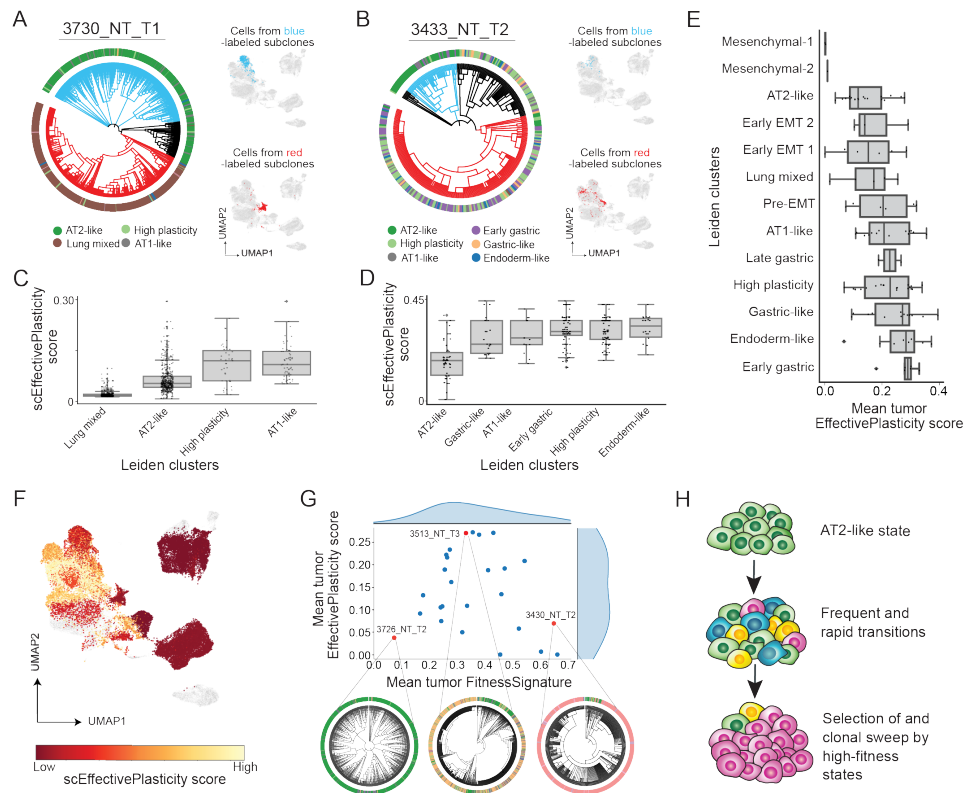 A
3730_NT_T1
Cells from blue
-labeled subclones
Cells from red
-labeled subclones
UMAP2
UMAP1
AT2-like
High plasticity
Lung mixed
AT1-like
B
3433_NT_T2
Cells from blue
-labeled subclones
Cells from red
-labeled subclones
UMAP2
UMAP1
AT2-like
Early gastric
High plasticity
Gastric-like
AT1-like
Endoderm-like
C
scEffectivePlasticity
score
0.30
0
Lung mixed
AT2-like
High plasticity
AT1-like
Leiden clusters
D
scEffectivePlasticity
score
0.45
0
AT2-like
Gastric-like
AT1-like
Early gastric
High plasticity
Endoderm-like
Leiden clusters
E
Leiden clusters
Mesenchymal-1
Mesenchymal-2
AT2-like
Early EMT 2
Early EMT 1
Lung mixed
Pre-EMT
AT1-like
Late gastric
High plasticity
Gastric-like
Endoderm-like
Early gastric
0.0
0.2
0.4
Mean tumor
EffectivePlasticity score
F
UMAP2
UMAP1
Low
High
scEffectivePlasticity score
G
Mean tumor
EffectivePlasticity score
0.25
0.20
0.15
0.10
0.05
0.00
3513_NT_T3
3430_NT_T2
3726_NT_T2
0.0 0.1 0.2 0.3 0.4 0.5 0.6 0.7
Mean tumor FitnessSignature
H
AT2-like state
Frequent and
rapid transitions
Selection of and
clonal sweep by
high-fitness
states